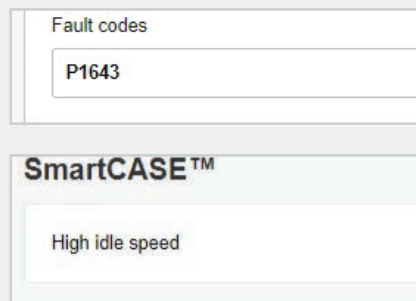 Fault codes
P1643
SmartCASE™
High idle speed